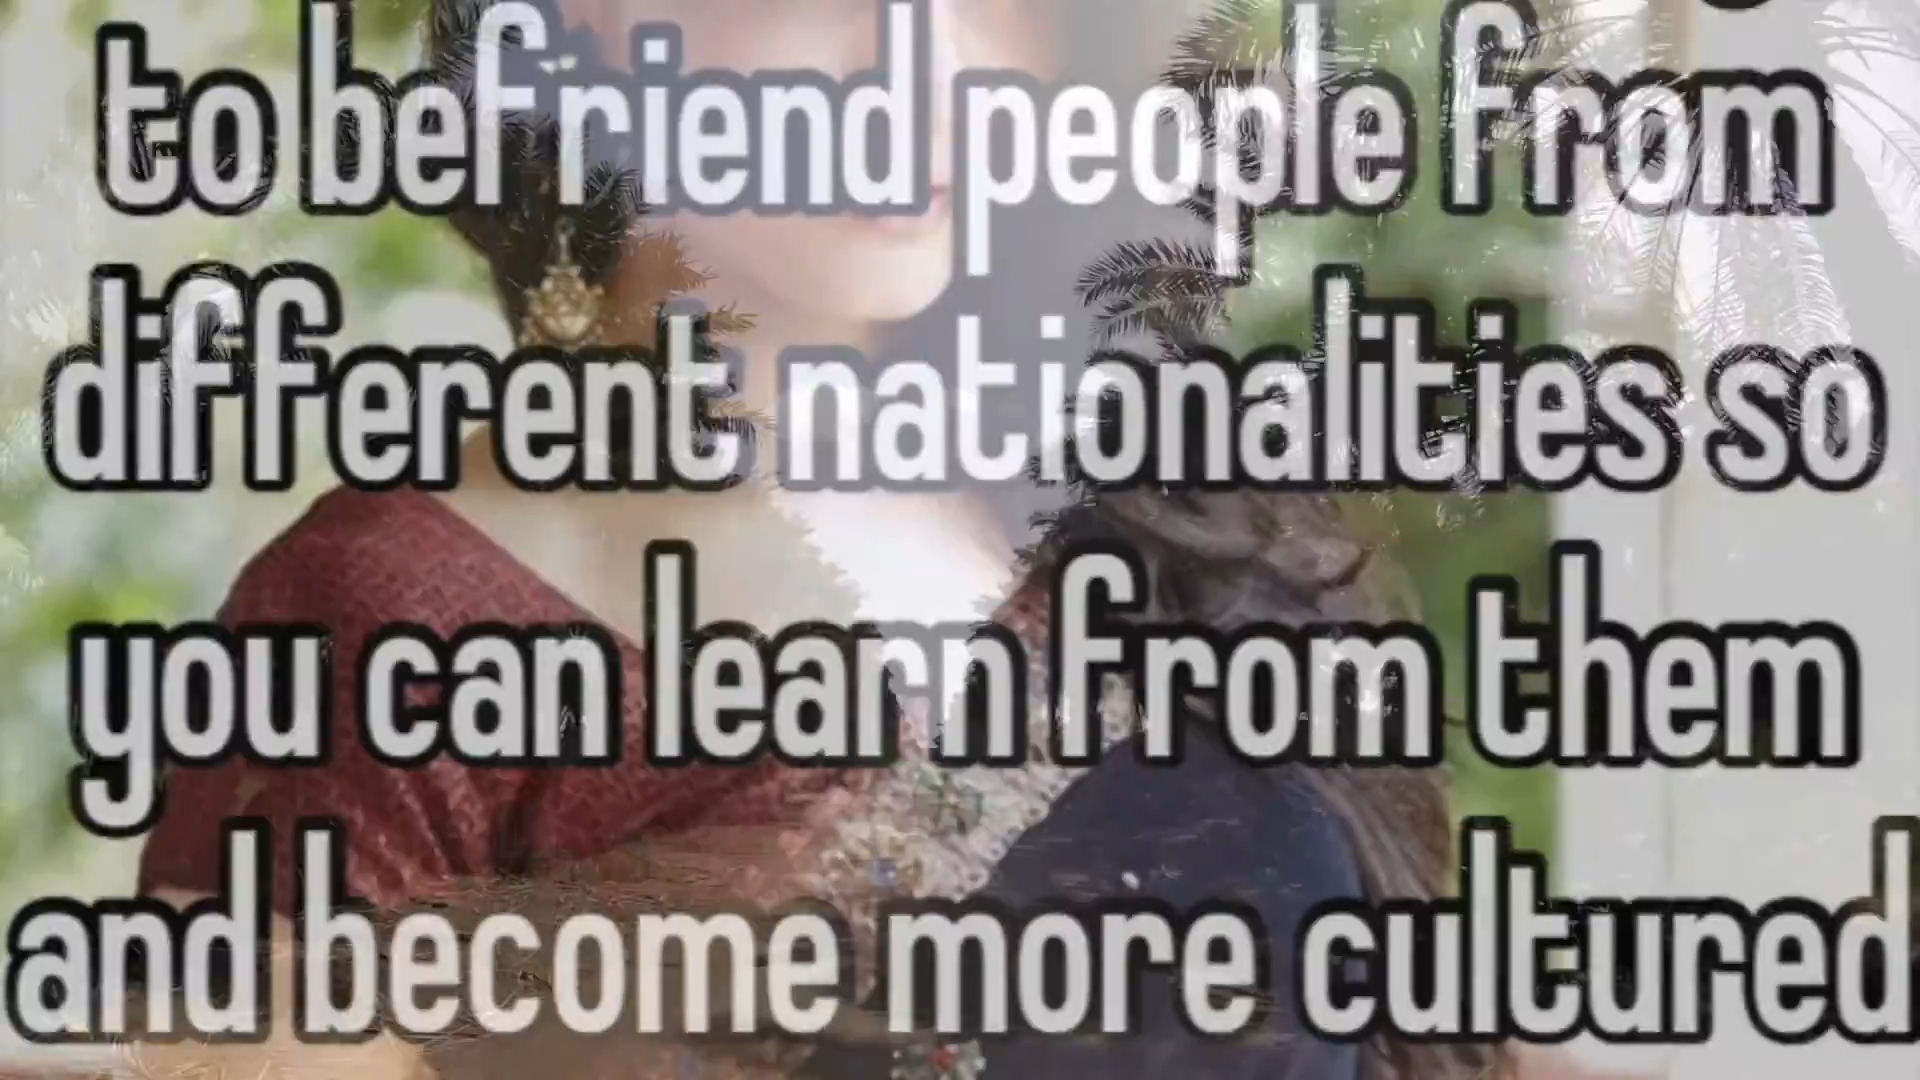 to befriend people from
different nationalities so
you can learn from them
and become more cultured